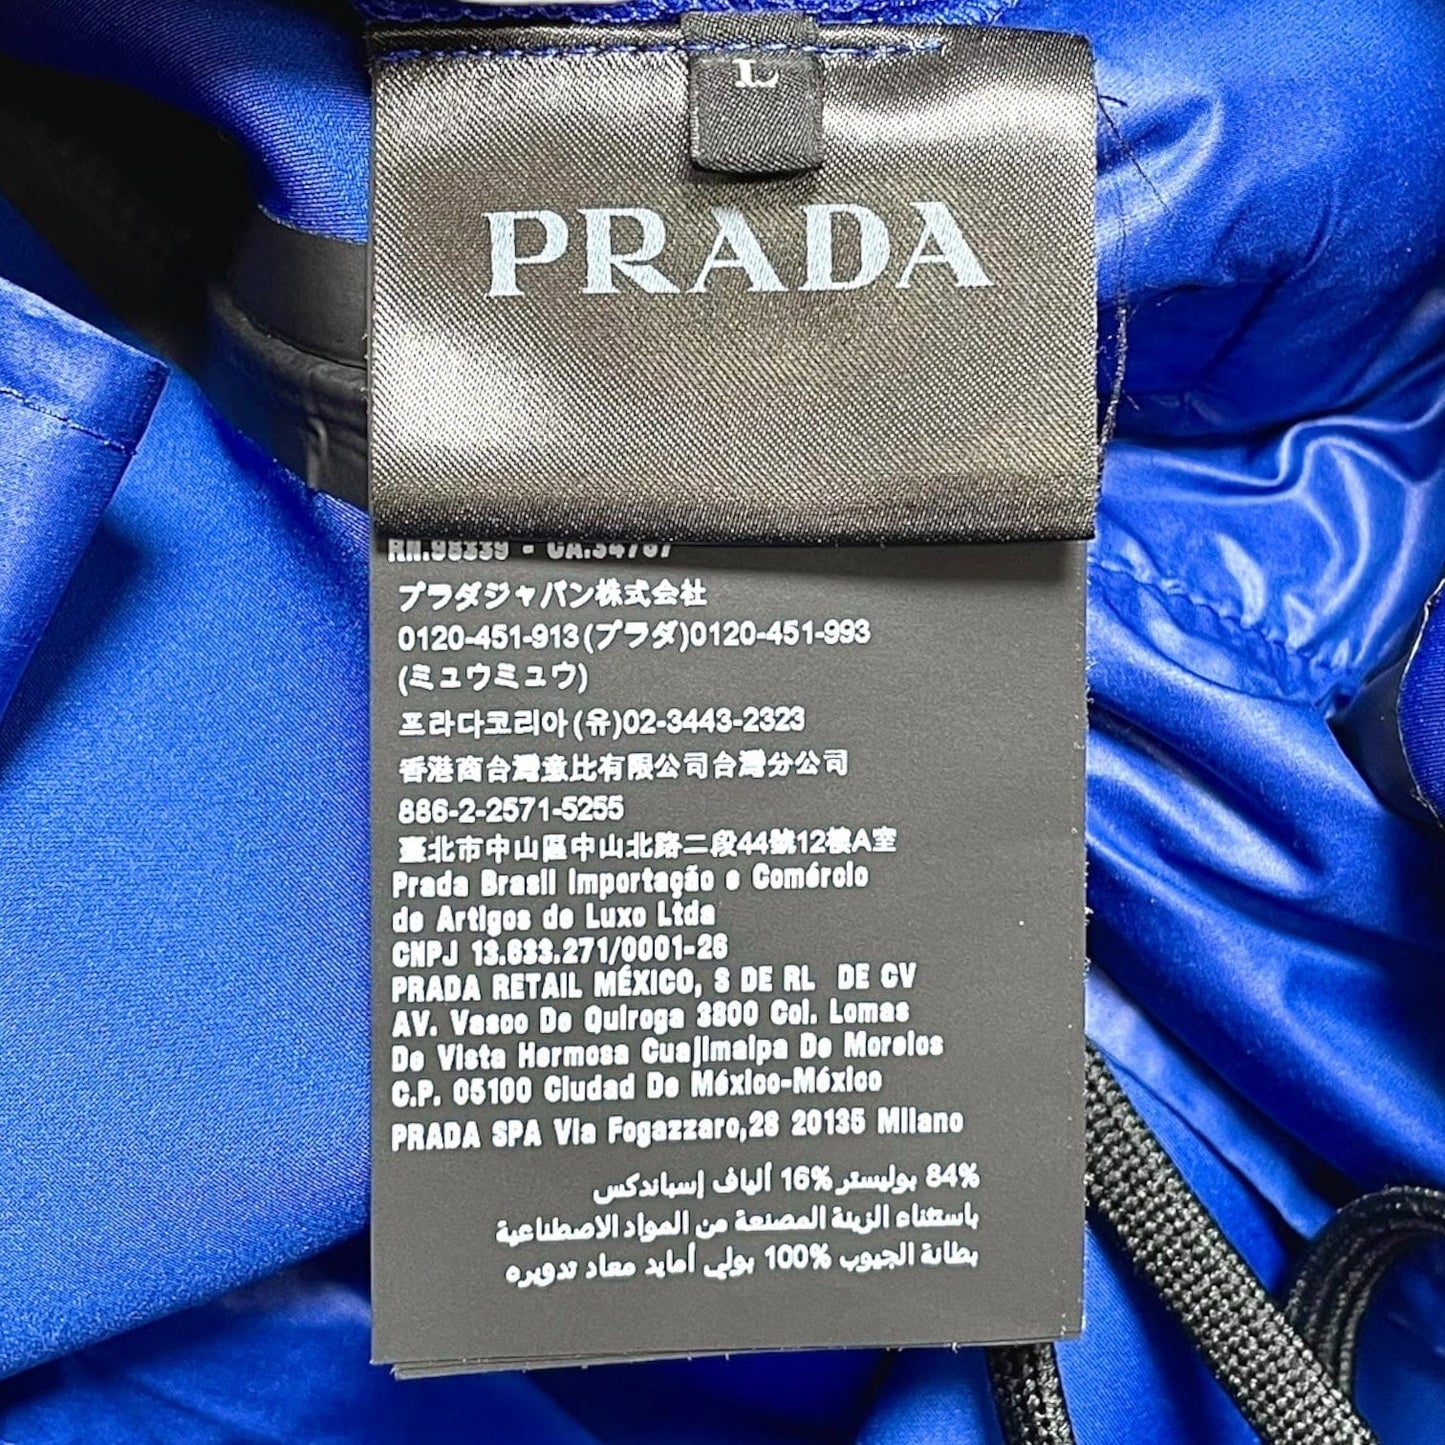 L
PRADA
RN.98339 - CA.34767
プラダジャパン株式会社
0120-451-913(プラダ)0120-451-993
(ミュウミュウ)
프라다코리아(유)02-3443-2323
香港商台灣意比有限公司台灣分公司
886-2-2571-5255
臺北市中山區中山北路二段44號12樓A室
Prada Brasil Importação e Comércio
de Artigos de Luxo Ltda
CNPJ 13.633.271/0001-26
PRADA RETAIL MÉXICO, S DE RL DE CV
AV. Vasco De Quiroga 3800 Col. Lomas
De Vista Hermosa Cuajimalpa De Morelos
C.P. 05100 Ciudad De México-México
PRADA SPA Via Fogazzaro,28 20135 Milano
84% بوليستر 16% ألياف إسباندكس
باستثناء الزينة المصنعة من المواد الاصطناعية
بطانة الجيوب 100% بولي أمايد معاد تدويره